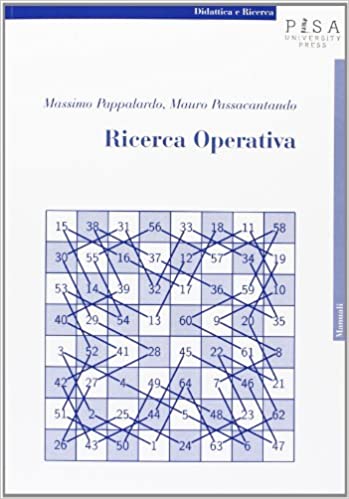 Didattica e Ricerca
PISA
UNIVERSITY
PRESS
Massimo Pappalardo, Mauro Passacantando
Ricerca Operativa
15 38 31 56 33 18 11 58
30 55 16 37 12 57 34 19
53 14 39 32 17 36 59 10
40 29 54 13 60 9 20 35
3 52 41 28 45 22 61 8
42 27 4 49 64 7 46 21
51 2 25 44 5 48 23 62
26 43 50 1 24 63 6 47
Manuali